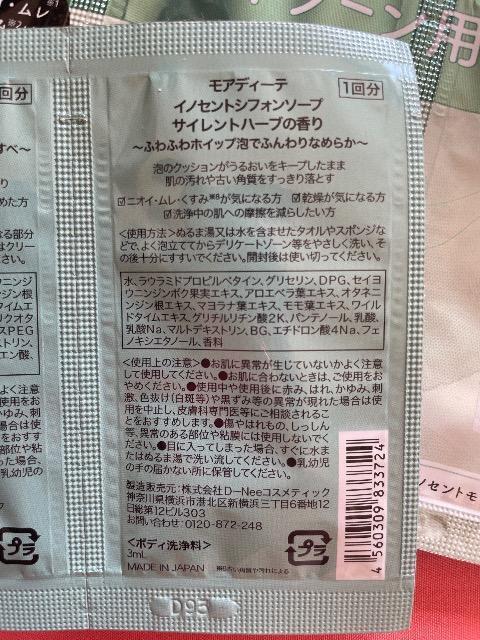 モアディーテ
1回分
イノセントシフォンソープ
サイレントハーブの香り
～ふわふわホイップ泡でふんわりなめらか～
泡のクッションがうるおいをキープしたまま
肌の汚れや古い角質をすっきり落とす
☑ニオイ・ムレ・くすみ※8が気になる方 ☑乾燥が気になる方
☑洗浄中の肌への摩擦を減らしたい方
<使用方法>ぬるま湯又は水を含ませたタオルやスポンジな
どで、よく泡立ててからデリケートゾーン等をやさしく洗い、そ
の後十分にすすいでください。開封後は使い切ってください。
水、ラウラミドプロピルベタイン、グリセリン、DPG、セイヨ
ウニンジンボク果実エキス、アロエベラ葉エキス、オタネニ
ンジン根エキス、マヨラナ葉エキス、モモ葉エキス、ワイル
ドタイムエキス、グリチルリチン酸2K、パンテノール、乳酸、
乳酸Na、マルトデキストリン、BG、エチドロン酸4Na、フェ
ノキシエタノール、香料
<使用上の注意>●お肌に異常が生じていないかよく注意
して使用してください。●お肌に合わないときは、ご使用をお
やめください。●使用中や使用後に赤み、はれ、かゆみ、刺
激、色抜け(白斑等)や黒ずみ等の異常が現れた場合は使用
を中止し、皮膚科専門医等にご相談されるこ
とをおすすめします。●傷やはれもの、しっしん
等、異常のある部位や粘膜には使用しないでく
ださい。●目に入ってしまった場合、すぐに水ま
たはぬるま湯で洗い流してください。●乳幼児
の手の届かない所に保管してください。
製造販売元：株式会社D-Neeコスメティック
神奈川県横浜市港北区新横浜三丁目6番地12
日総第12ビル303
お問い合わせ：0120-872-248
プラ
<ボディ洗浄料>
3mL
MADE IN JAPAN ※8古い角質や汚れによる
4 560309 833724
D93
回分
プラ